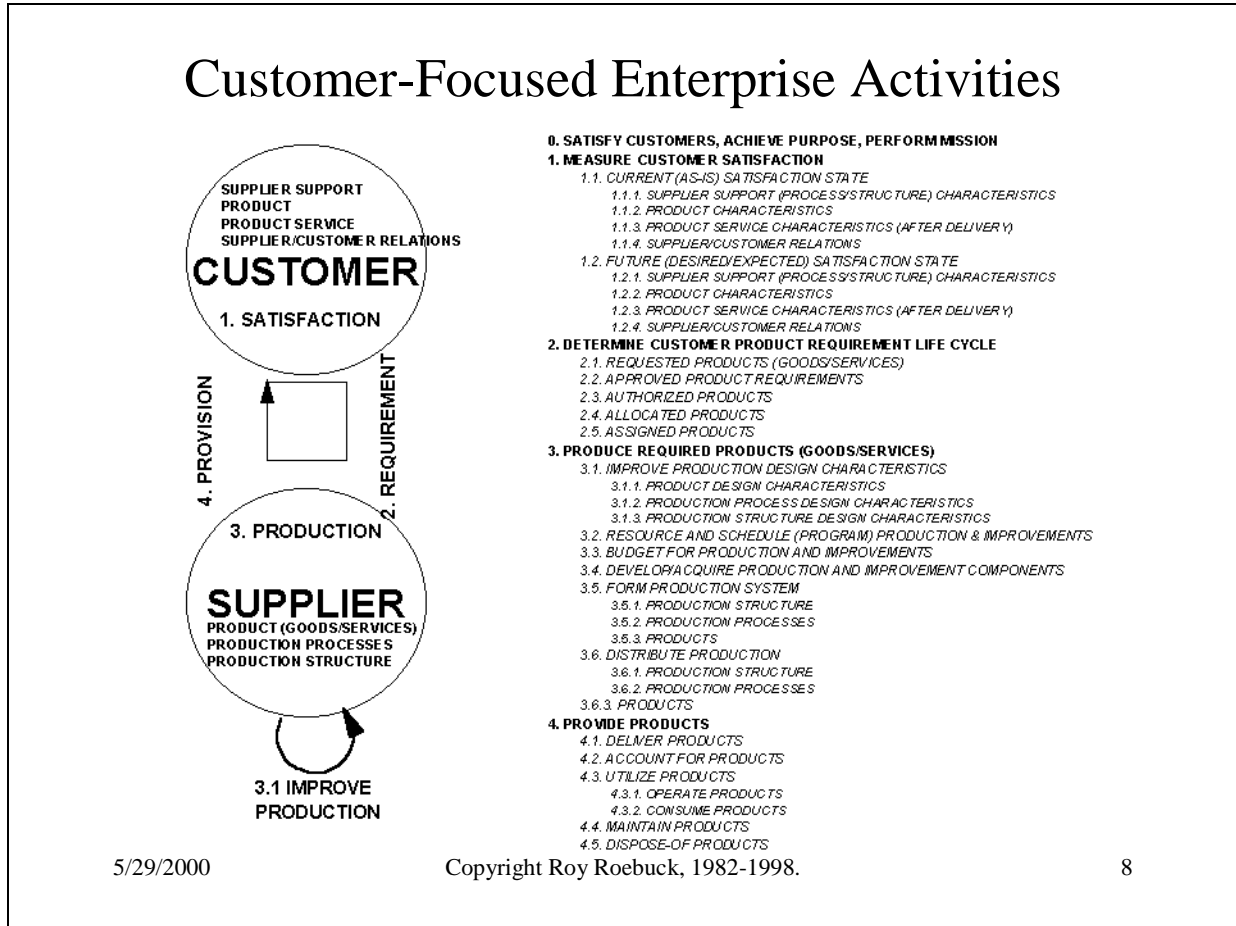 Customer-Focused Enterprise Activities
SUPPLIER SUPPORT
PRODUCT
PRODUCT SERVICE
SUPPLIER/CUSTOMER RELATIONS
CUSTOMER
1. SATISFACTION
4. PROVISION
2. REQUIREMENT
3. PRODUCTION
SUPPLIER
PRODUCT (GOODS/SERVICES)
PRODUCTION PROCESSES
PRODUCTION STRUCTURE
3.1 IMPROVE
PRODUCTION
0. SATISFY CUSTOMERS, ACHIEVE PURPOSE, PERFORM MISSION
1. MEASURE CUSTOMER SATISFACTION
1.1. CURRENT (AS-IS) SATISFACTION STATE
1.1.1. SUPPLIER SUPPORT (PROCESS/STRUCTURE) CHARACTERISTICS
1.1.2. PRODUCT CHARACTERISTICS
1.1.3. PRODUCT SERVICE CHARACTERISTICS (AFTER DELIVERY)
1.1.4. SUPPLIER/CUSTOMER RELATIONS
1.2. FUTURE (DESIRED/EXPECTED) SATISFACTION STATE
1.2.1. SUPPLIER SUPPORT (PROCESS/STRUCTURE) CHARACTERISTICS
1.2.2. PRODUCT CHARACTERISTICS
1.2.3. PRODUCT SERVICE CHARACTERISTICS (AFTER DELIVERY)
1.2.4. SUPPLIER/CUSTOMER RELATIONS
2. DETERMINE CUSTOMER PRODUCT REQUIREMENT LIFE CYCLE
2.1. REQUESTED PRODUCTS (GOODS/SERVICES)
2.2. APPROVED PRODUCT REQUIREMENTS
2.3. AUTHORIZED PRODUCTS
2.4. ALLOCATED PRODUCTS
2.5. ASSIGNED PRODUCTS
3. PRODUCE REQUIRED PRODUCTS (GOODS/SERVICES)
3.1. IMPROVE PRODUCTION DESIGN CHARACTERISTICS
3.1.1. PRODUCT DESIGN CHARACTERISTICS
3.1.2. PRODUCTION PROCESS DESIGN CHARACTERISTICS
3.1.3. PRODUCTION STRUCTURE DESIGN CHARACTERISTICS
3.2. RESOURCE AND SCHEDULE (PROGRAM) PRODUCTION & IMPROVEMENTS
3.3. BUDGET FOR PRODUCTION AND IMPROVEMENTS
3.4. DEVELOP/ACQUIRE PRODUCTION AND IMPROVEMENT COMPONENTS
3.5. FORM PRODUCTION SYSTEM
3.5.1. PRODUCTION STRUCTURE
3.5.2. PRODUCTION PROCESSES
3.5.3. PRODUCTS
3.6. DISTRIBUTE PRODUCTION
3.6.1. PRODUCTION STRUCTURE
3.6.2. PRODUCTION PROCESSES
3.6.3. PRODUCTS
4. PROVIDE PRODUCTS
4.1. DELIVER PRODUCTS
4.2. ACCOUNT FOR PRODUCTS
4.3. UTILIZE PRODUCTS
4.3.1. OPERATE PRODUCTS
4.3.2. CONSUME PRODUCTS
4.4. MAINTAIN PRODUCTS
4.5. DISPOSE-OF PRODUCTS
5/29/2000
Copyright Roy Roebuck, 1982-1998.
8